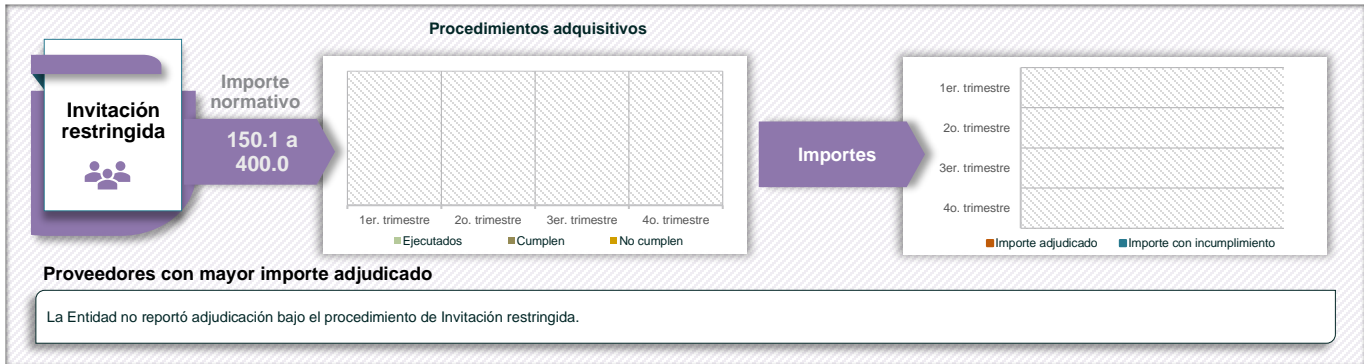 Procedimientos adquisitivos
Invitación
restringida
Importe
normativo
150.1 a
400.0
1er. trimestre
2o. trimestre
3er. trimestre
4o. trimestre
Ejecutados
Cumplen
No cumplen
Importes
1er. trimestre
2o. trimestre
3er. trimestre
4o. trimestre
Importe adjudicado
Importe con incumplimiento
Proveedores con mayor importe adjudicado
La Entidad no reportó adjudicación bajo el procedimiento de Invitación restringida.